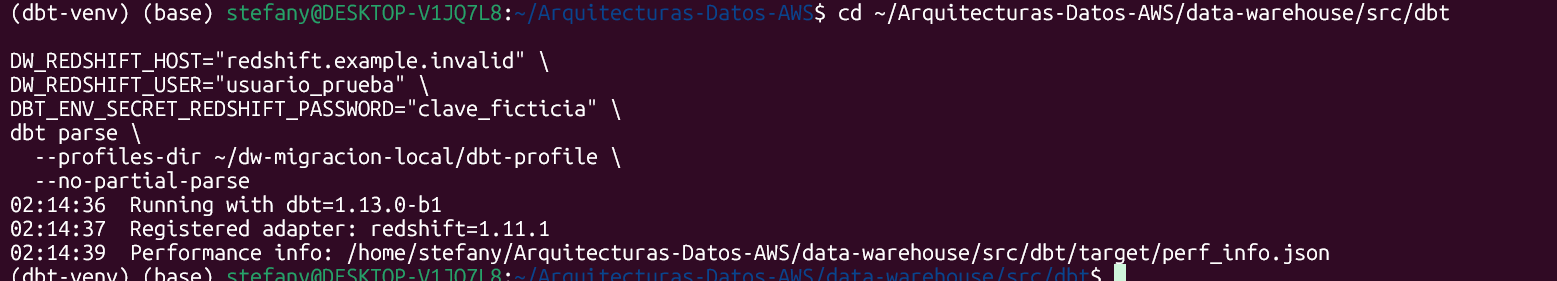 (dbt-venv) (base) stefany@DESKTOP-V1JQ7L8:~/Arquitecturas-Datos-AWS$ cd ~/Arquitecturas-Datos-AWS/data-warehouse/src/dbt
DW_REDSHIFT_HOST="redshift.example.invalid" \
DW_REDSHIFT_USER="usuario_prueba" \
DBT_ENV_SECRET_REDSHIFT_PASSWORD="clave_ficticia" \
dbt parse \
  --profiles-dir ~/dw-migracion-local/dbt-profile \
  --no-partial-parse
02:14:36  Running with dbt=1.13.0-b1
02:14:37  Registered adapter: redshift=1.11.1
02:14:39  Performance info: /home/stefany/Arquitecturas-Datos-AWS/data-warehouse/src/dbt/target/perf_info.json
(dbt-venv) (base) stefany@DESKTOP-V1JQ7L8:~/Arquitecturas-Datos-AWS/data-warehouse/src/dbt$